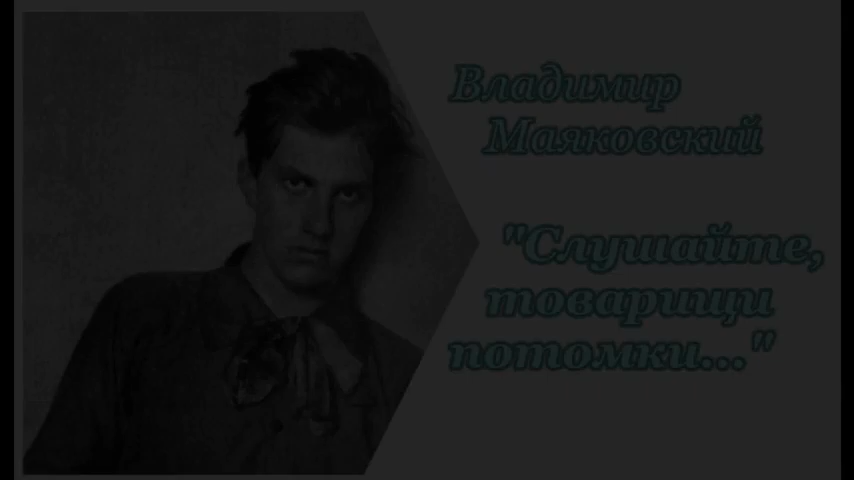 Владимир
Маяковский
"Слушайте,
товарищи
потомки..."